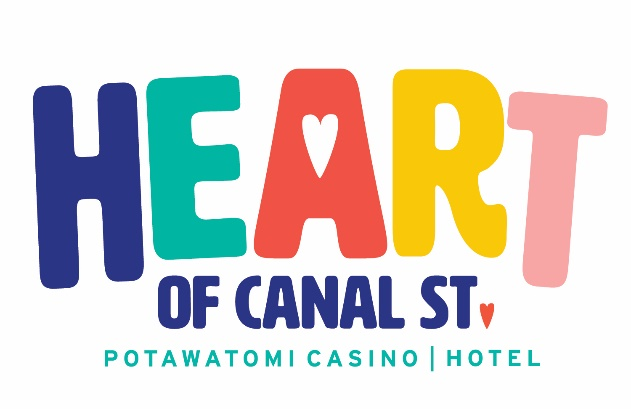 HEART
OF CANAL ST.
POTAWATOMI CASINO | HOTEL